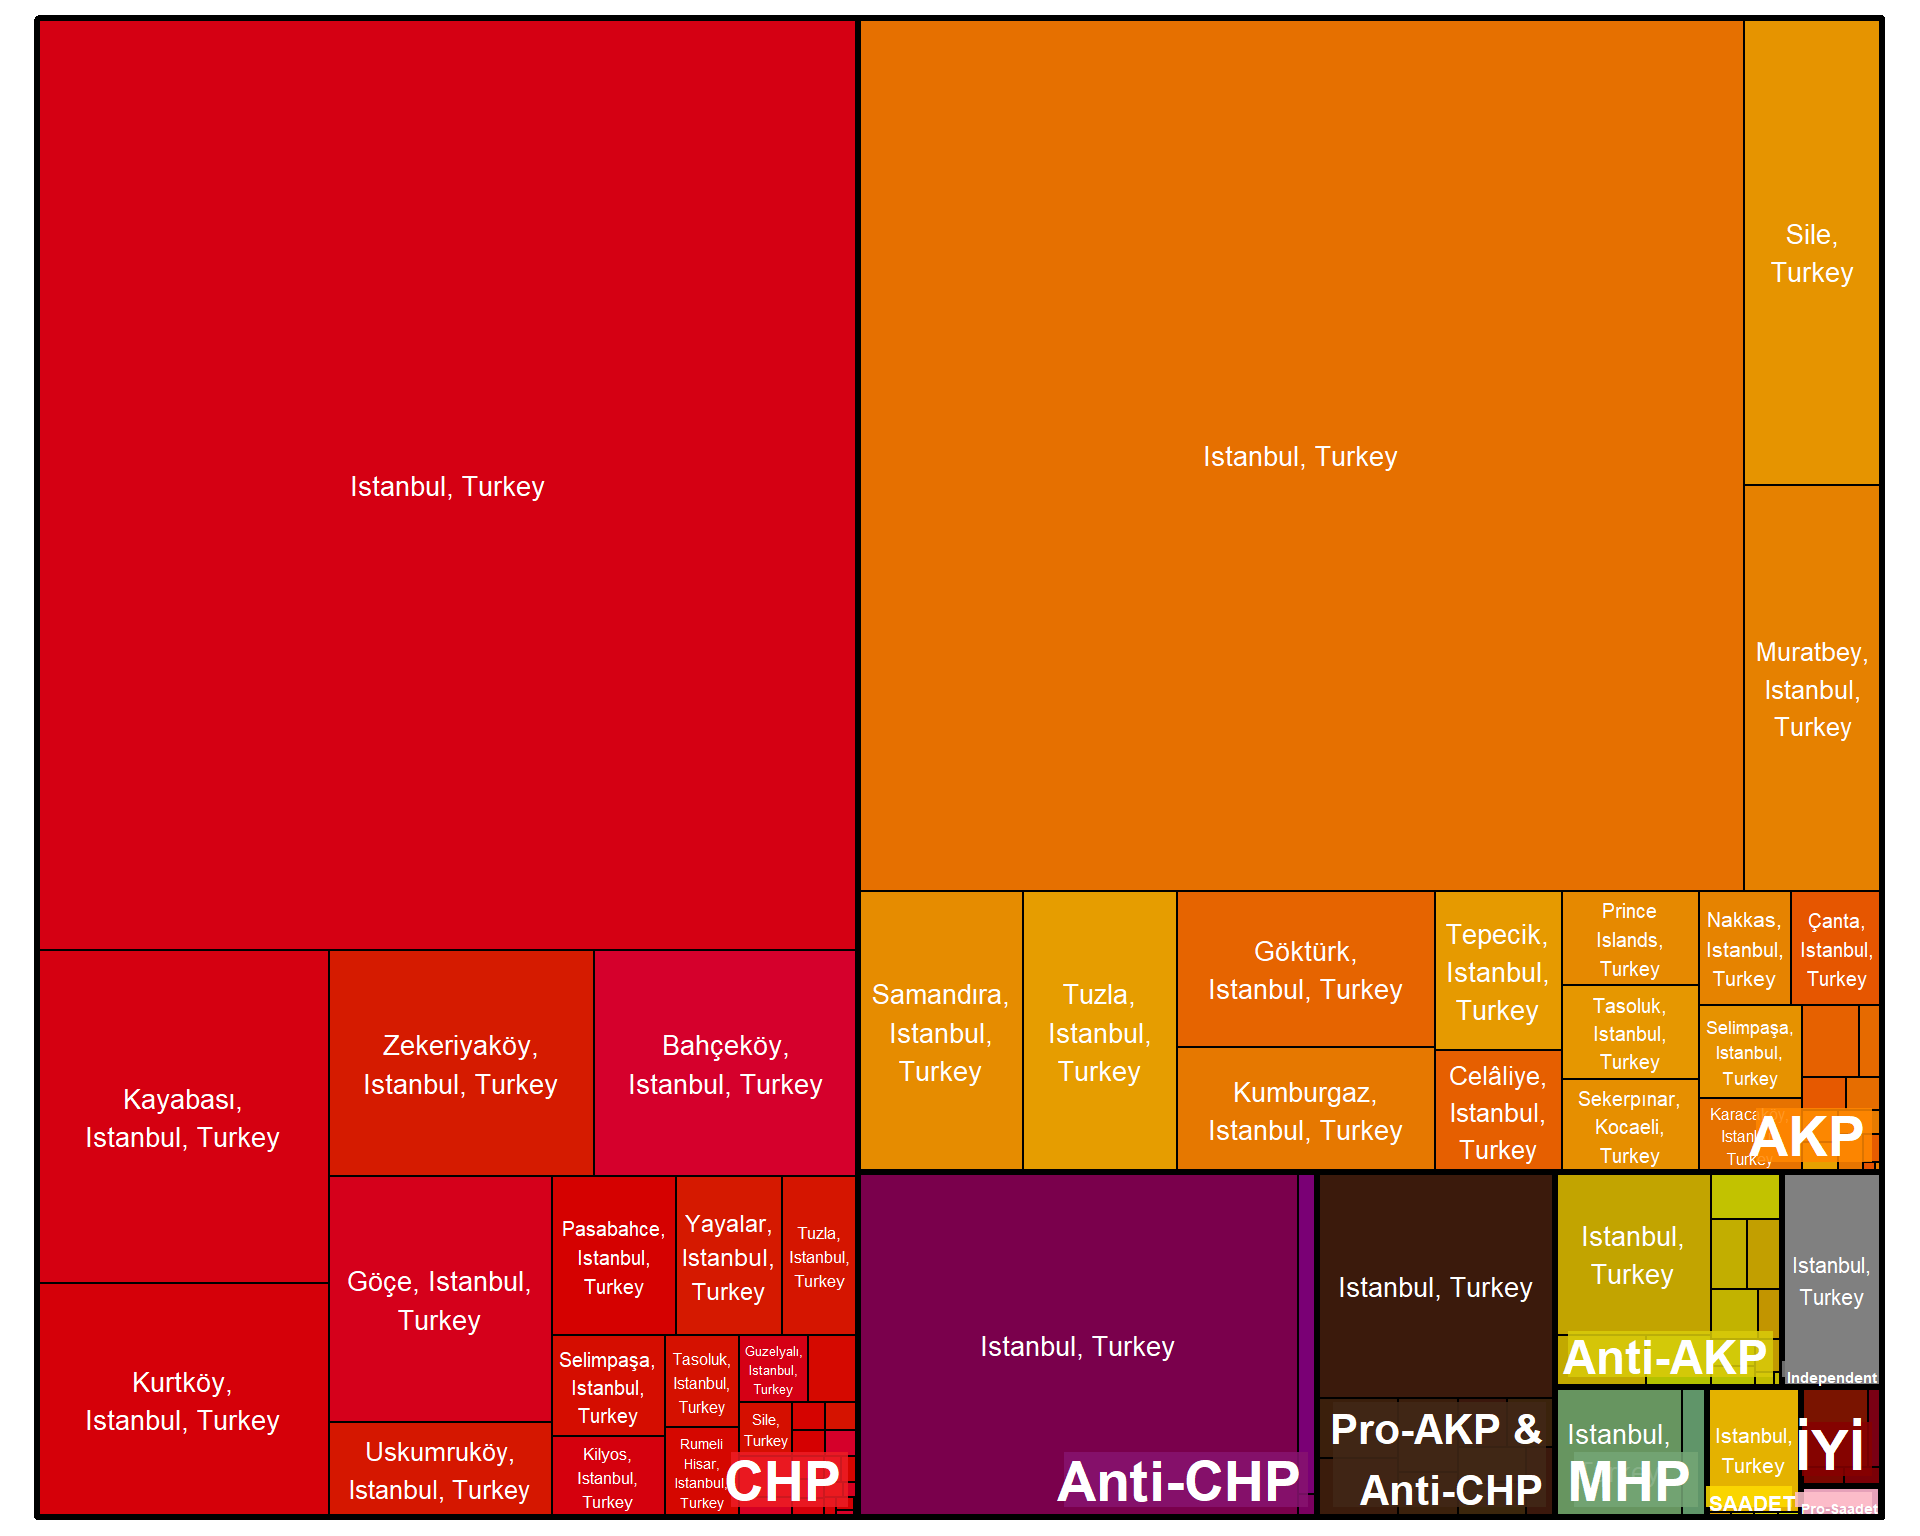 Istanbul, Turkey
Kayabası,
Istanbul, Turkey
Kurtköy,
Istanbul, Turkey
Zekeriyaköy,
Istanbul, Turkey
Bahçeköy,
Istanbul, Turkey
Göçe, Istanbul,
Turkey
Uskumruköy,
Istanbul, Turkey
Pasabahce,
Istanbul,
Turkey
Yayalar,
Istanbul,
Turkey
Tuzla,
Istanbul,
Turkey
Selimpaşa,
Istanbul,
Turkey
Kilyos,
Istanbul,
Turkey
Tasoluk,
Istanbul,
Turkey
Rumeli
Hisar,
Istanbul,
Turkey
Guzelyalı,
Istanbul,
Turkey
Sile,
Turkey
CHP
Istanbul, Turkey
Sile,
Turkey
Muratbey,
Istanbul,
Turkey
Samandıra,
Istanbul,
Turkey
Tuzla,
Istanbul,
Turkey
Göktürk,
Istanbul, Turkey
Kumburgaz,
Istanbul, Turkey
Tepecik,
Istanbul,
Turkey
Celâliye,
Istanbul,
Turkey
Prince
Islands,
Turkey
Tasoluk,
Istanbul,
Turkey
Sekerpınar,
Kocaeli,
Turkey
Nakkas,
Istanbul,
Turkey
Çanta,
Istanbul,
Turkey
Selimpaşa,
Istanbul,
Turkey
Turkey
AKP
Istanbul, Turkey
Anti-CHP
Istanbul, Turkey
Pro-AKP &
Anti-CHP
Istanbul,
Turkey
Anti-AKP
Istanbul,
Turkey
Independent
Istanbul,
Turkey
MHP
Istanbul,
Turkey
SAADET
İYİ
Pro-Saadet